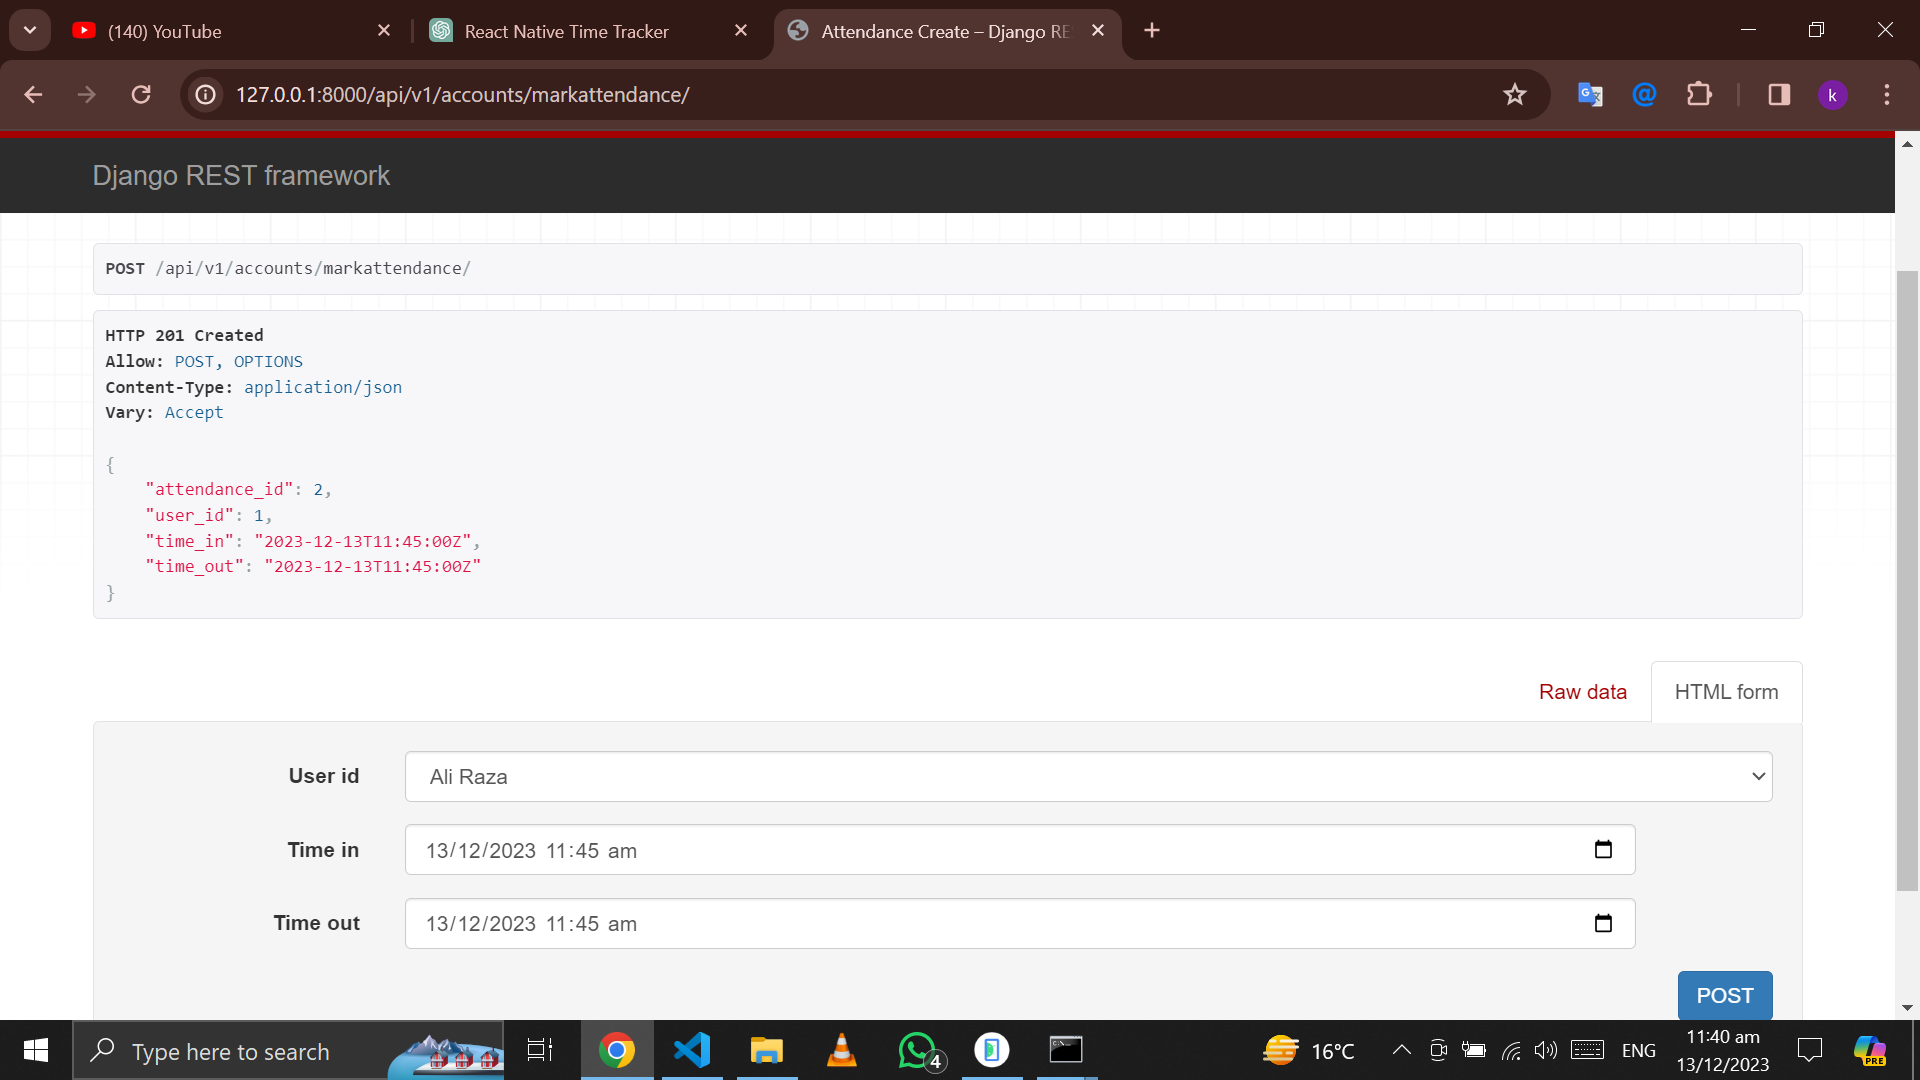 (140) YouTube
React Native Time Tracker
Attendance Create – Django RE
127.0.0.1:8000/api/v1/accounts/markattendance/
k
Django REST framework
POST /api/v1/accounts/markattendance/
HTTP 201 Created
Allow: POST, OPTIONS
Content-Type: application/json
Vary: Accept
{
"attendance_id": 2,
"user_id": 1,
"time_in": "2023-12-13T11:45:00Z",
"time_out": "2023-12-13T11:45:00Z"
}
Raw data
HTML form
User id
Ali Raza
Time in
13/12/2023 11:45 am
Time out
13/12/2023 11:45 am
POST
Type here to search
4
16°C
ENG
11:40 am
13/12/2023
PRE